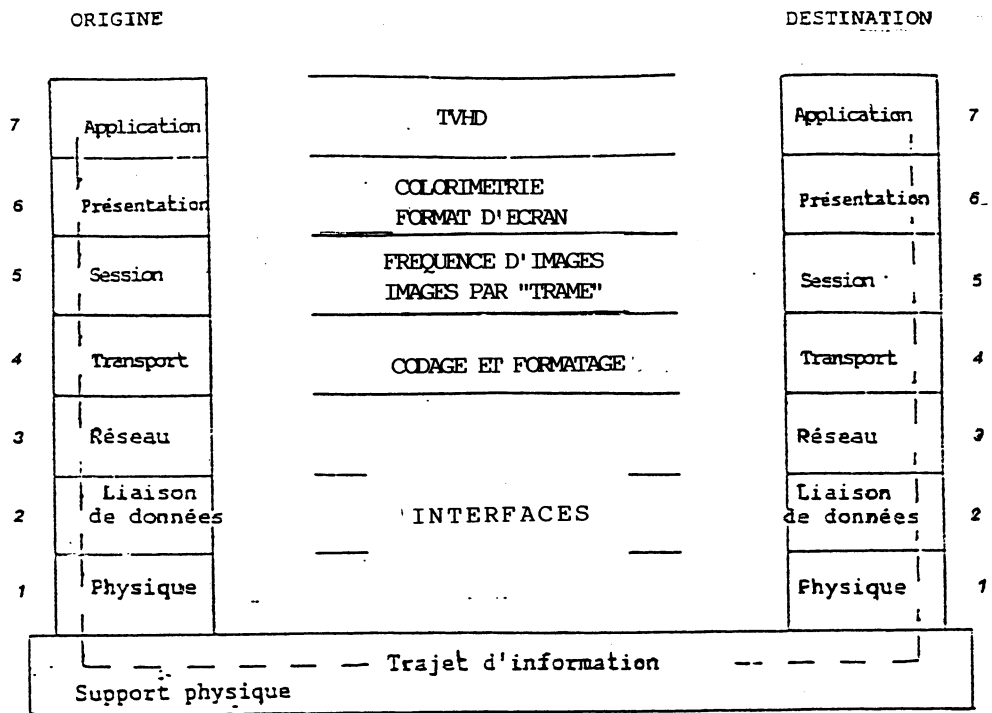 ORIGINE DESTINATION
7 Application TVHD Application 7
6 Présentation COLORIMETRIE Présentation 6
FORMAT D'ECRAN
5 Session FREQUENCE D'IMAGES Session 5
IMAGES PAR "TRAME"
4 Transport CODAGE ET FORMATAGE Transport 4
3 Réseau Réseau 3
Liaison Liaison
2 de données INTERFACES de données 2
1 Physique Physique 1
Trajet d'information
Support physique